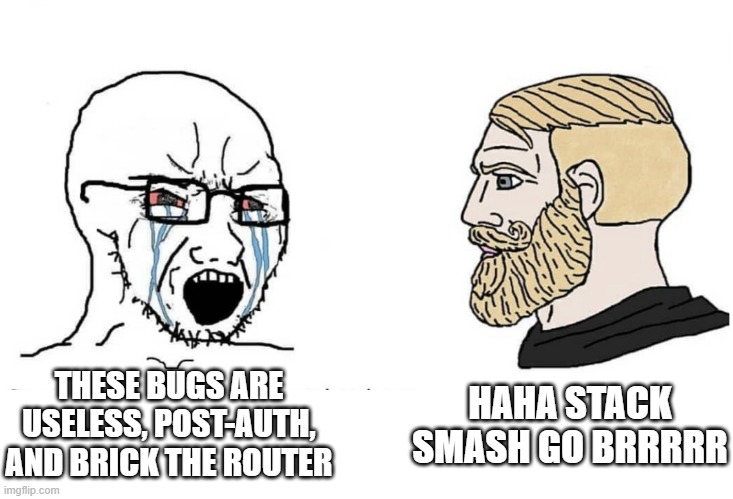 THESE BUGS ARE
USELESS, POST-AUTH,
AND BRICK THE ROUTER
HAHA STACK
SMASH GO BRRRRR
imgflip.com